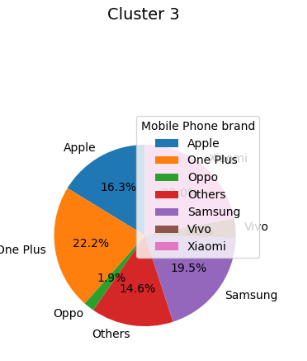 Cluster 3
Mobile Phone brand
Apple
One Plus
Oppo
Others
Samsung
Vivo
Xiaomi
Apple
16.3%
One Plus
22.2%
Oppo
1.9%
Others
14.6%
Samsung
19.5%
Vivo